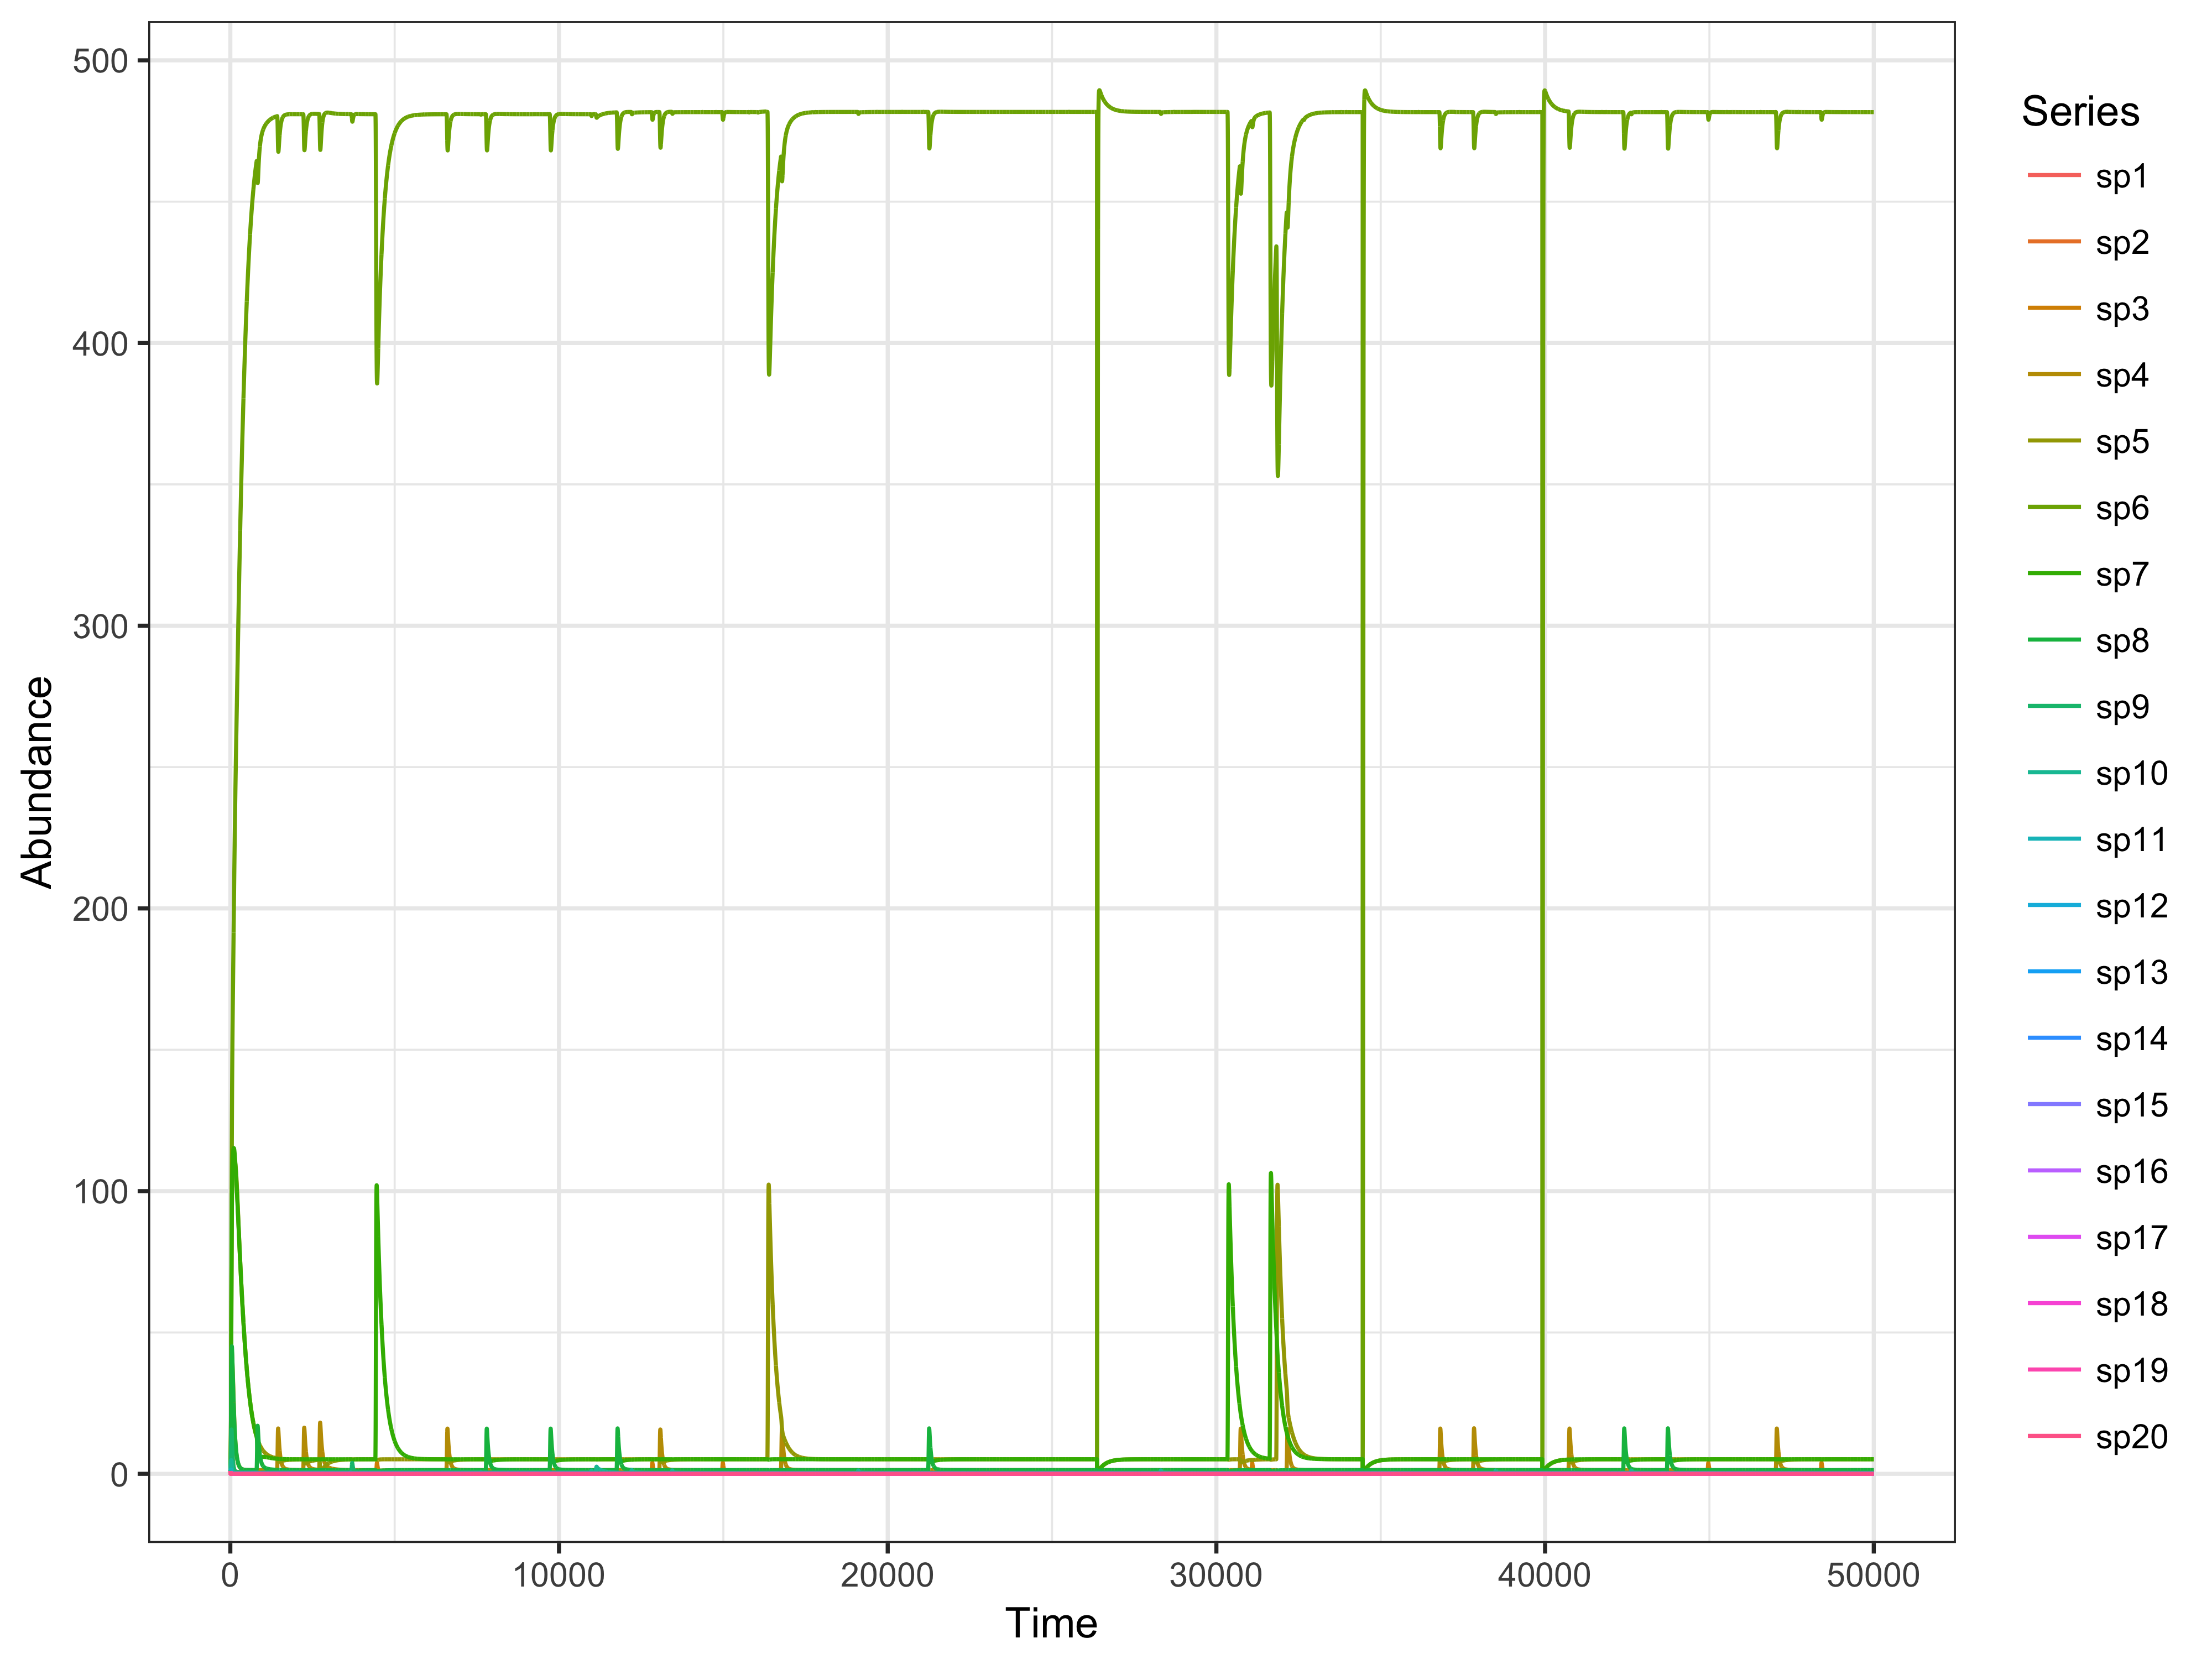 500
400
300
200
100
0
Abundance
0 10000 20000 30000 40000 50000
Time
Series
sp1
sp2
sp3
sp4
sp5
sp6
sp7
sp8
sp9
sp10
sp11
sp12
sp13
sp14
sp15
sp16
sp17
sp18
sp19
sp20